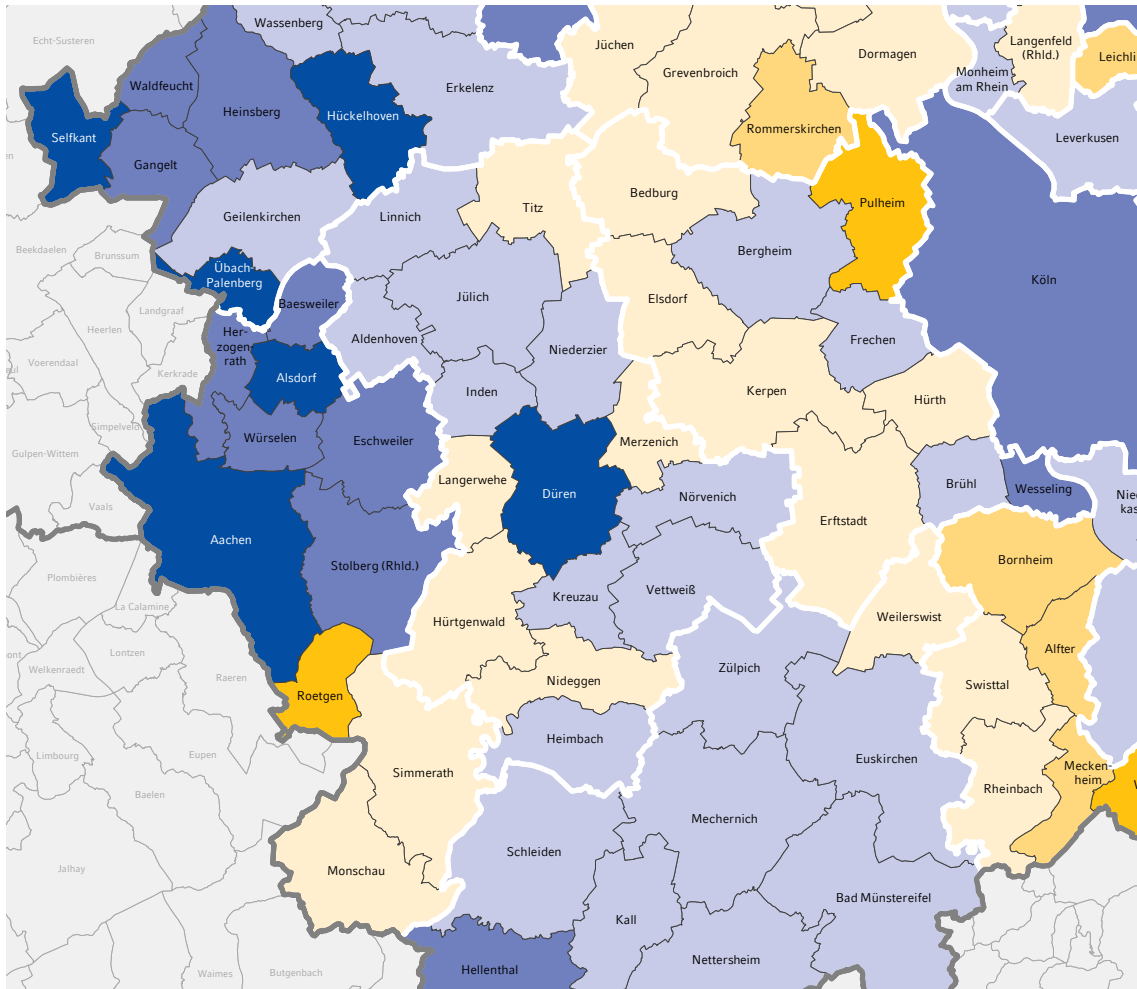 Echt-Susteren
Wassenberg
Jüchen
Grevenbroich
Dormagen
Langenfeld
(Rhld.)
Leichli
Waldfeucht
Heinsberg
Hückelhoven
Erkelenz
Monheim
am Rhein
Selfkant
Gangelt
Rommerskirchen
Leverkusen
Geilenkirchen
Linnich
Titz
Bedburg
Pulheim
Beekdaelen
Brunssum
Bergheim
Übach-
Palenberg
Baesweiler
Jülich
Elsdorf
Köln
Landgraaf
Heerlen
Her-
zogen-
rath
Aldenhoven
Niederzier
Frechen
Voerendaal
Kerkrade
Alsdorf
Inden
Kerpen
Hürth
Simpelveld
Würselen
Eschweiler
Merzenich
Gulpen-Wittem
Langerwehe
Düren
Nörvenich
Brühl
Wesseling
Nied
kas
Vaals
Aachen
Erftstadt
Stolberg (Rhld.)
Bornheim
Plombières
Kreuzau
Vettweiß
La Calamine
Hürtgenwald
Weilerswist
Lontzen
Alfter
mont
Welkenraedt
Raeren
Roetgen
Nideggen
Zülpich
Swisttal
Limbourg
Eupen
Heimbach
Euskirchen
Simmerath
Mecken-
heim
Rheinbach
Baelen
Mechernich
Schleiden
Jalhay
Monschau
Bad Münstereifel
Kall
Waimes
Butgenbach
Hellenthal
Nettersheim